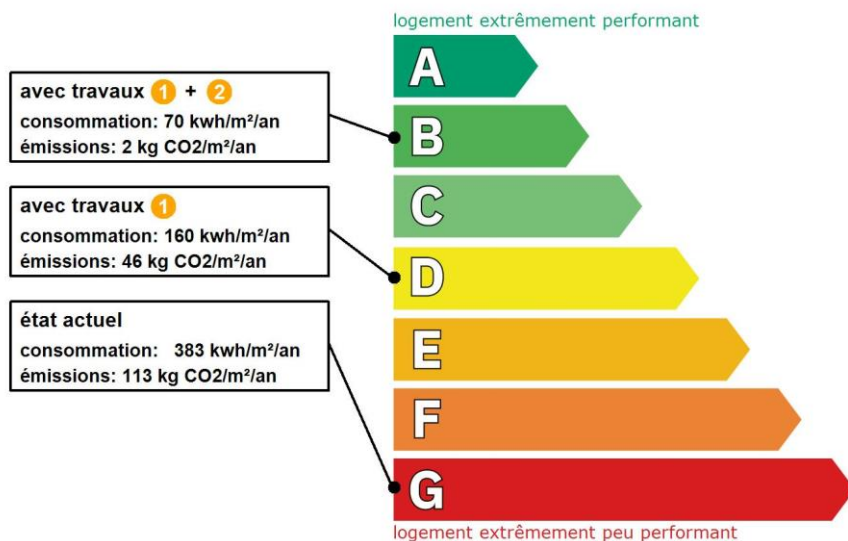 logement extrêmement performant
A
avec travaux 1 + 2
consommation: 70 kwh/m²/an
émissions: 2 kg CO2/m²/an
B
C
avec travaux 1
consommation: 160 kwh/m²/an
émissions: 46 kg CO2/m²/an
D
état actuel
consommation: 383 kwh/m²/an
émissions: 113 kg CO2/m²/an
E
F
G
logement extrêmement peu performant